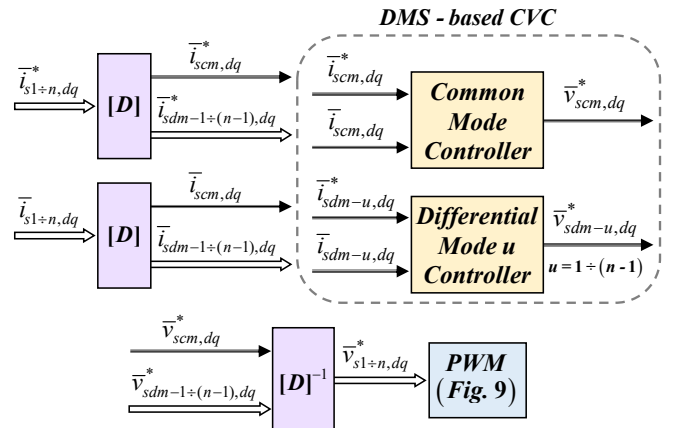 DMS - based CVC
i̅*s1÷n,dq
[D]
i̅*scm,dq
i̅*sdm−1÷(n−1),dq
i̅*scm,dq
i̅scm,dq
Common
Mode
Controller
v̅*scm,dq
i̅s1÷n,dq
[D]
i̅scm,dq
i̅sdm−1÷(n−1),dq
i̅*sdm−u,dq
i̅sdm−u,dq
Differential
Mode u
Controller
v̅*sdm−u,dq
u = 1 ÷ (n - 1)
v̅*scm,dq
v̅*sdm−1÷(n−1),dq
[D]⁻¹
v̅*s1÷n,dq
PWM
(Fig. 9)